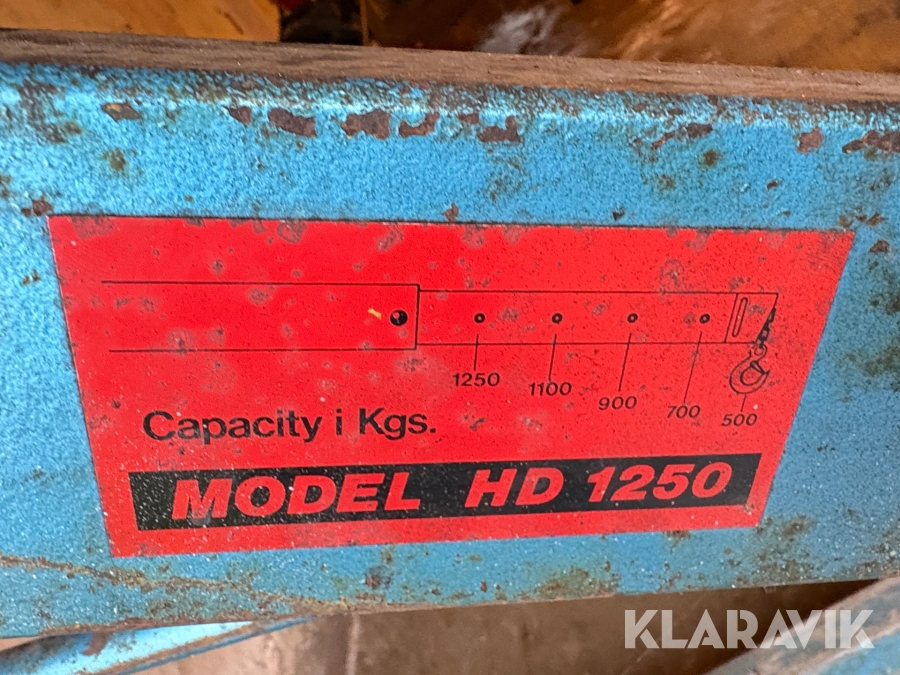 1250
1100
900
700
500
Capacity i Kgs.
MODEL HD 1250
KLARAVIK